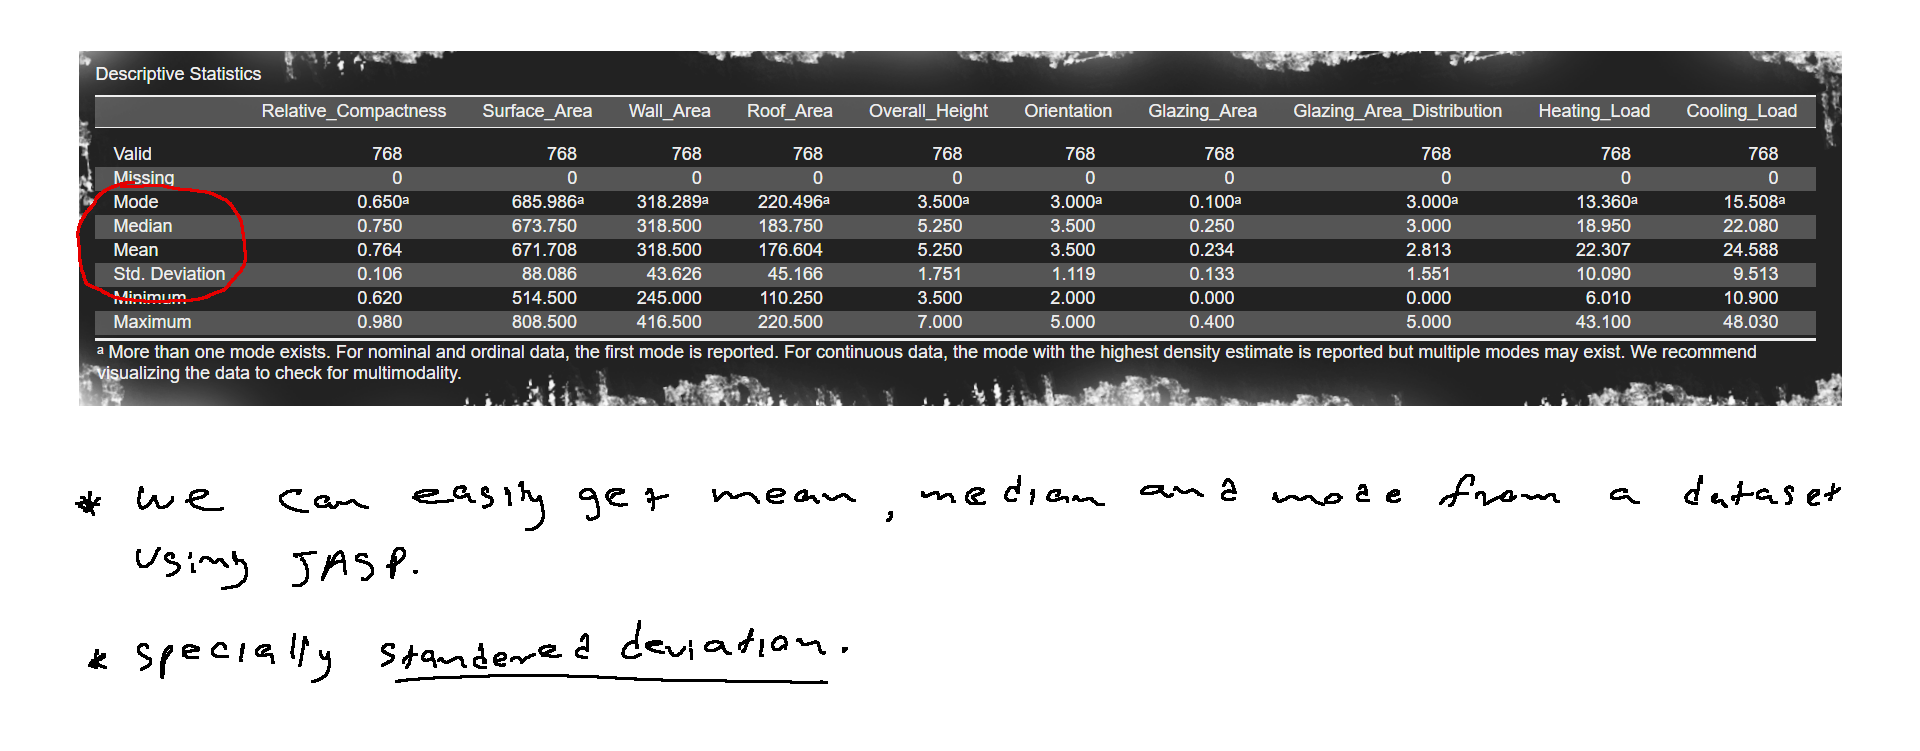 Descriptive Statistics
Relative_Compactness Surface_Area Wall_Area Roof_Area Overall_Height Orientation Glazing_Area Glazing_Area_Distribution Heating_Load Cooling_Load
Valid 768 768 768 768 768 768 768 768 768 768
Missing 0 0 0 0 0 0 0 0 0 0
Mode 0.650ª 685.986ª 318.289ª 220.496ª 3.500ª 3.000ª 0.100ª 3.000ª 13.360ª 15.508ª
Median 0.750 673.750 318.500 183.750 5.250 3.500 0.250 3.000 18.950 22.080
Mean 0.764 671.708 318.500 176.604 5.250 3.500 0.234 2.813 22.307 24.588
Std. Deviation 0.106 88.086 43.626 45.166 1.751 1.119 0.133 1.551 10.090 9.513
Minimum 0.620 514.500 245.000 110.250 3.500 2.000 0.000 0.000 6.010 10.900
Maximum 0.980 808.500 416.500 220.500 7.000 5.000 0.400 5.000 43.100 48.030
ª More than one mode exists. For nominal and ordinal data, the first mode is reported. For continuous data, the mode with the highest density estimate is reported but multiple modes may exist. We recommend
visualizing the data to check for multimodality.
* we can easily get mean, median and mode from a dataset
using JASP.
* specially standered deviation.